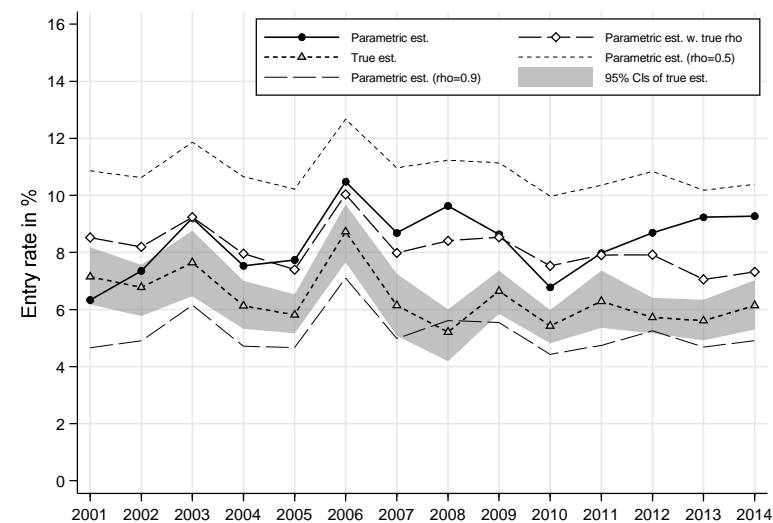 16
14
12
10
8
6
4
2
0
Entry rate in %
Parametric est.
Parametric est. w. true rho
True est.
Parametric est. (rho=0.5)
Parametric est. (rho=0.9)
95% CIs of true est.
2001 2002 2003 2004 2005 2006 2007 2008 2009 2010 2011 2012 2013 2014